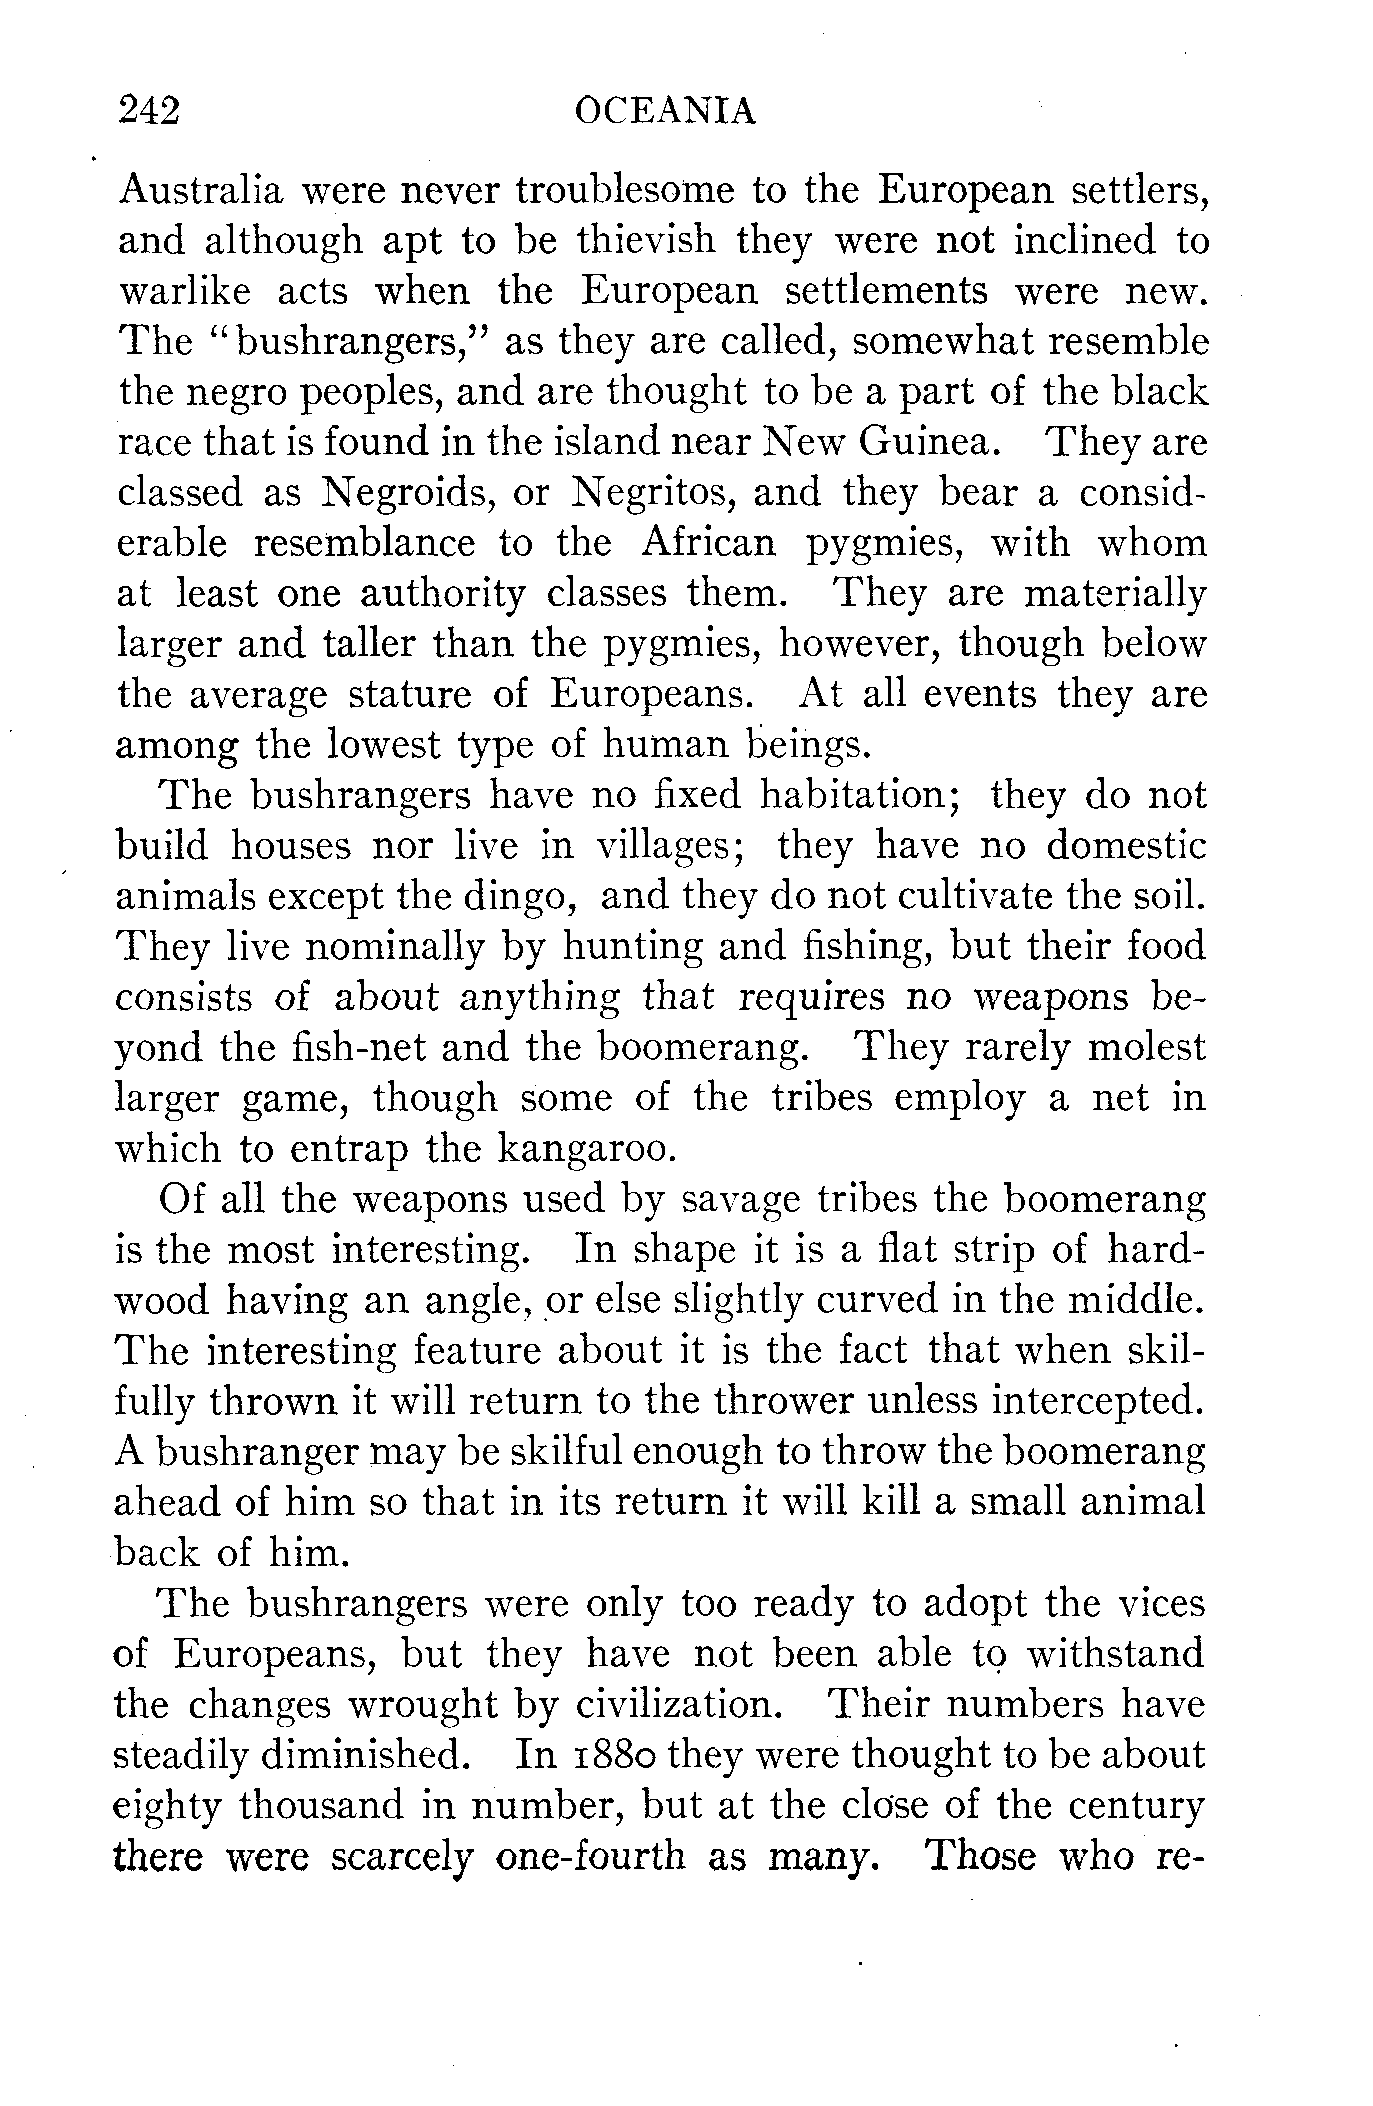 242 OCEANIA
Australia were never troublesome to the European settlers,
and although apt to be thievish they were not inclined to
warlike acts when the European settlements were new.
The "bushrangers," as they are called, somewhat resemble
the negro peoples, and are thought to be a part of the black
race that is found in the island near New Guinea. They are
classed as Negroids, or Negritos, and they bear a consid-
erable resemblance to the African pygmies, with whom
at least one authority classes them. They are materially
larger and taller than the pygmies, however, though below
the average stature of Europeans. At all events they are
among the lowest type of human beings.
The bushrangers have no fixed habitation; they do not
build houses nor live in villages; they have no domestic
animals except the dingo, and they do not cultivate the soil.
They live nominally by hunting and fishing, but their food
consists of about anything that requires no weapons be-
yond the fish-net and the boomerang. They rarely molest
larger game, though some of the tribes employ a net in
which to entrap the kangaroo.
Of all the weapons used by savage tribes the boomerang
is the most interesting. In shape it is a flat strip of hard-
wood having an angle, or else slightly curved in the middle.
The interesting feature about it is the fact that when skil-
fully thrown it will return to the thrower unless intercepted.
A bushranger may be skilful enough to throw the boomerang
ahead of him so that in its return it will kill a small animal
back of him.
The bushrangers were only too ready to adopt the vices
of Europeans, but they have not been able to withstand
the changes wrought by civilization. Their numbers have
steadily diminished. In 1880 they were thought to be about
eighty thousand in number, but at the close of the century
there were scarcely one-fourth as many. Those who re-